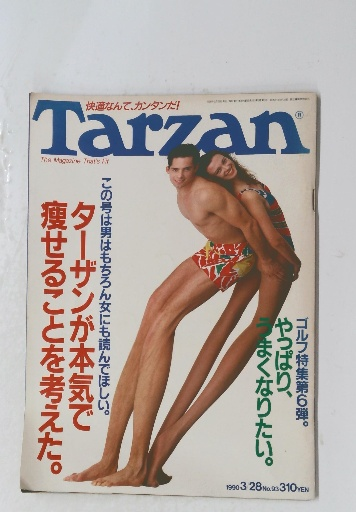 快適なんて、カンタンだ!
Tarzan®
The Magazine That's Fit
この号は男はもちろん女にも読んでほしい。
ターザンが本気で
痩せることを考えた。
ゴルフ特集第6弾。
やっぱり、
うまくなりたい。
1990 3・28 No.93 310YEN